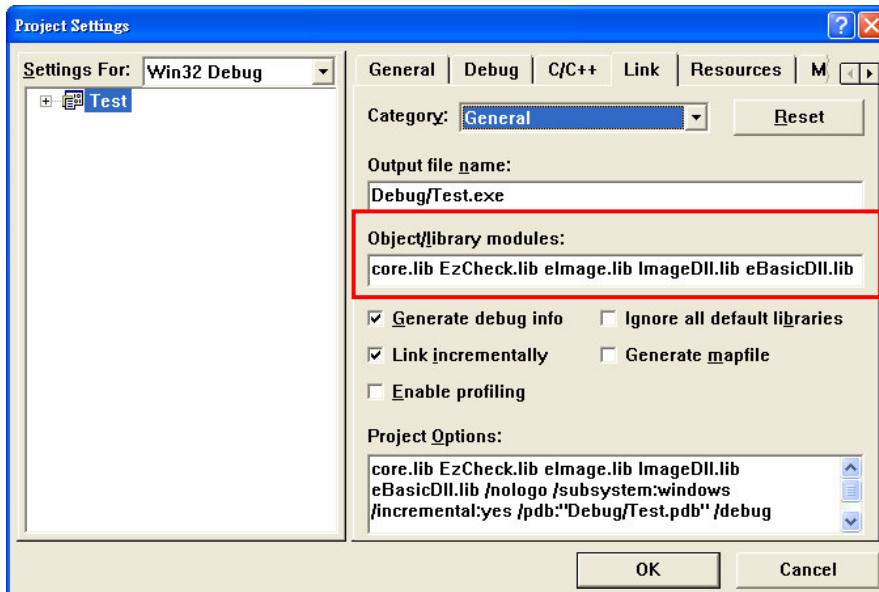 Project Settings
Settings For: Win32 Debug
Test
General Debug C/C++ Link Resources M
Category: General Reset
Output file name:
Debug/Test.exe
Object/library modules:
core.lib EzCheck.lib eImage.lib ImageDll.lib eBasicDll.lib
Generate debug info Ignore all default libraries
Link incrementally Generate mapfile
Enable profiling
Project Options:
core.lib EzCheck.lib eImage.lib ImageDll.lib
eBasicDll.lib /nologo /subsystem:windows
/incremental:yes /pdb:"Debug/Test.pdb" /debug
OK Cancel